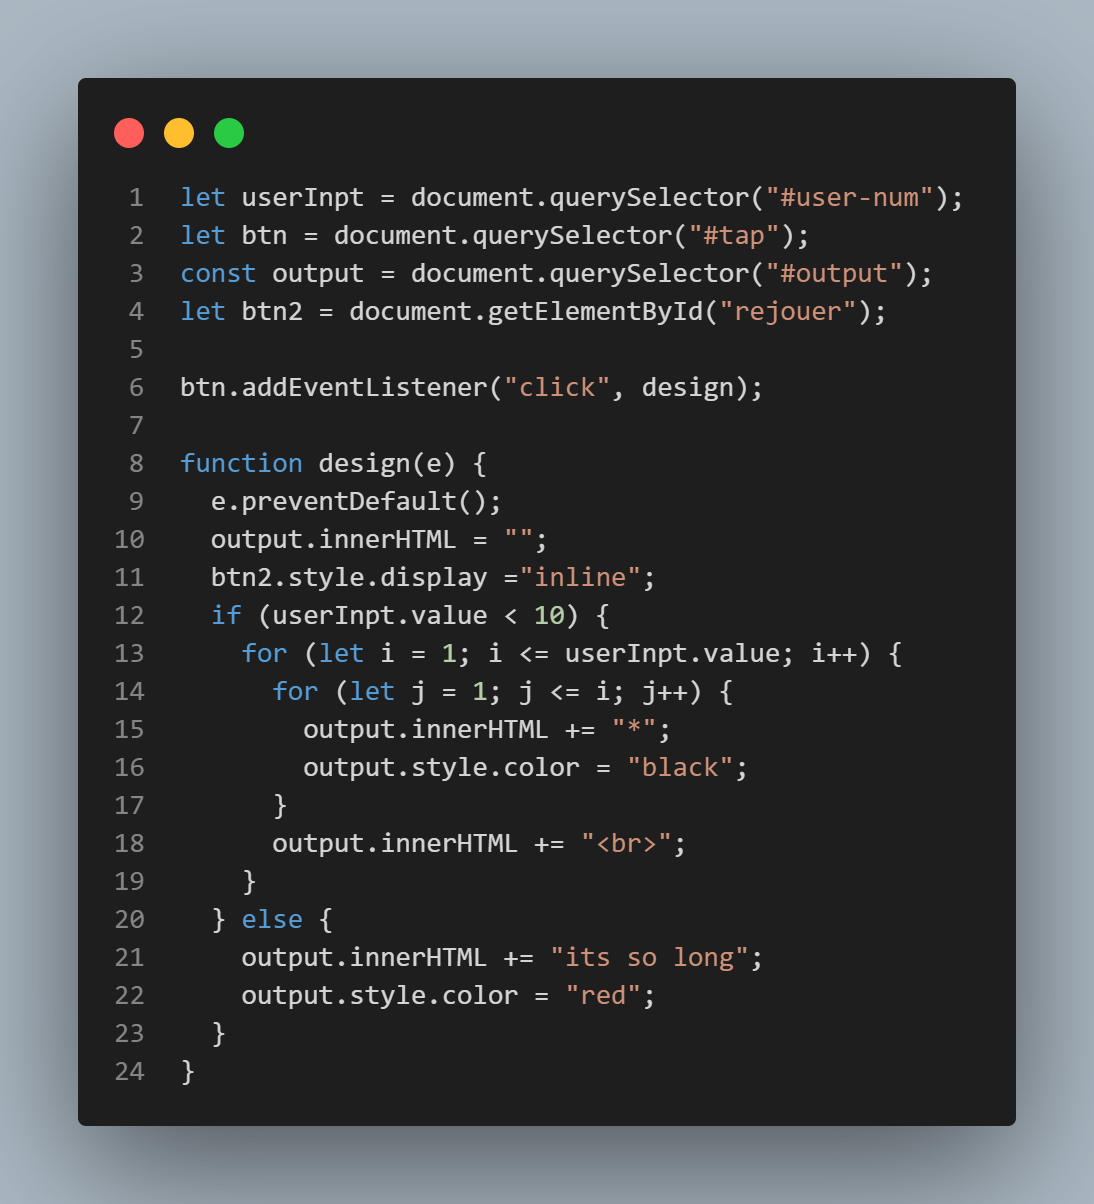 1 let userInpt = document.querySelector("#user-num");
2 let btn = document.querySelector("#tap");
3 const output = document.querySelector("#output");
4 let btn2 = document.getElementById("rejouer");
5
6 btn.addEventListener("click", design);
7
8 function design(e) {
9   e.preventDefault();
10   output.innerHTML = "";
11   btn2.style.display ="inline";
12   if (userInpt.value < 10) {
13     for (let i = 1; i <= userInpt.value; i++) {
14       for (let j = 1; j <= i; j++) {
15         output.innerHTML += "*";
16         output.style.color = "black";
17       }
18       output.innerHTML += "<br>";
19     }
20   } else {
21     output.innerHTML += "its so long";
22     output.style.color = "red";
23   }
24 }